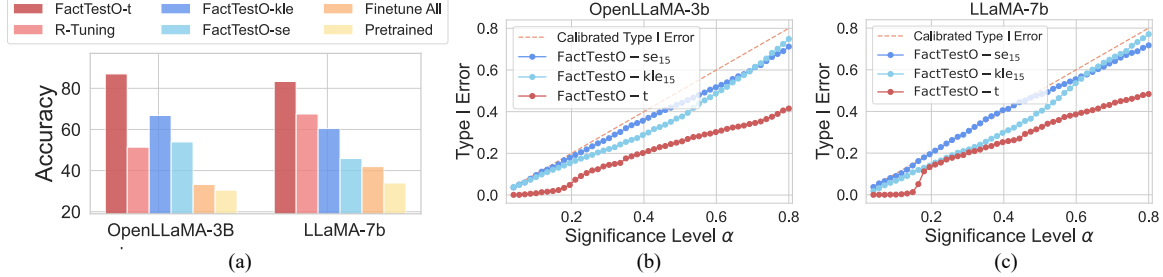 FactTestO-t
R-Tuning
FactTestO-kle
FactTestO-se
Finetune All
Pretrained
Accuracy
80
60
40
20
OpenLLaMA-3B
LLaMA-7b
(a)
OpenLLaMA-3b
Calibrated Type I Error
FactTestO − se₁₅
FactTestO − kle₁₅
FactTestO − t
Type I Error
0.8
0.6
0.4
0.2
0.0
0.2
0.4
0.6
0.8
Significance Level α
(b)
LLaMA-7b
Calibrated Type I Error
FactTestO − se₁₅
FactTestO − kle₁₅
FactTestO − t
Type I Error
0.8
0.6
0.4
0.2
0.0
0.2
0.4
0.6
0.8
Significance Level α
(c)